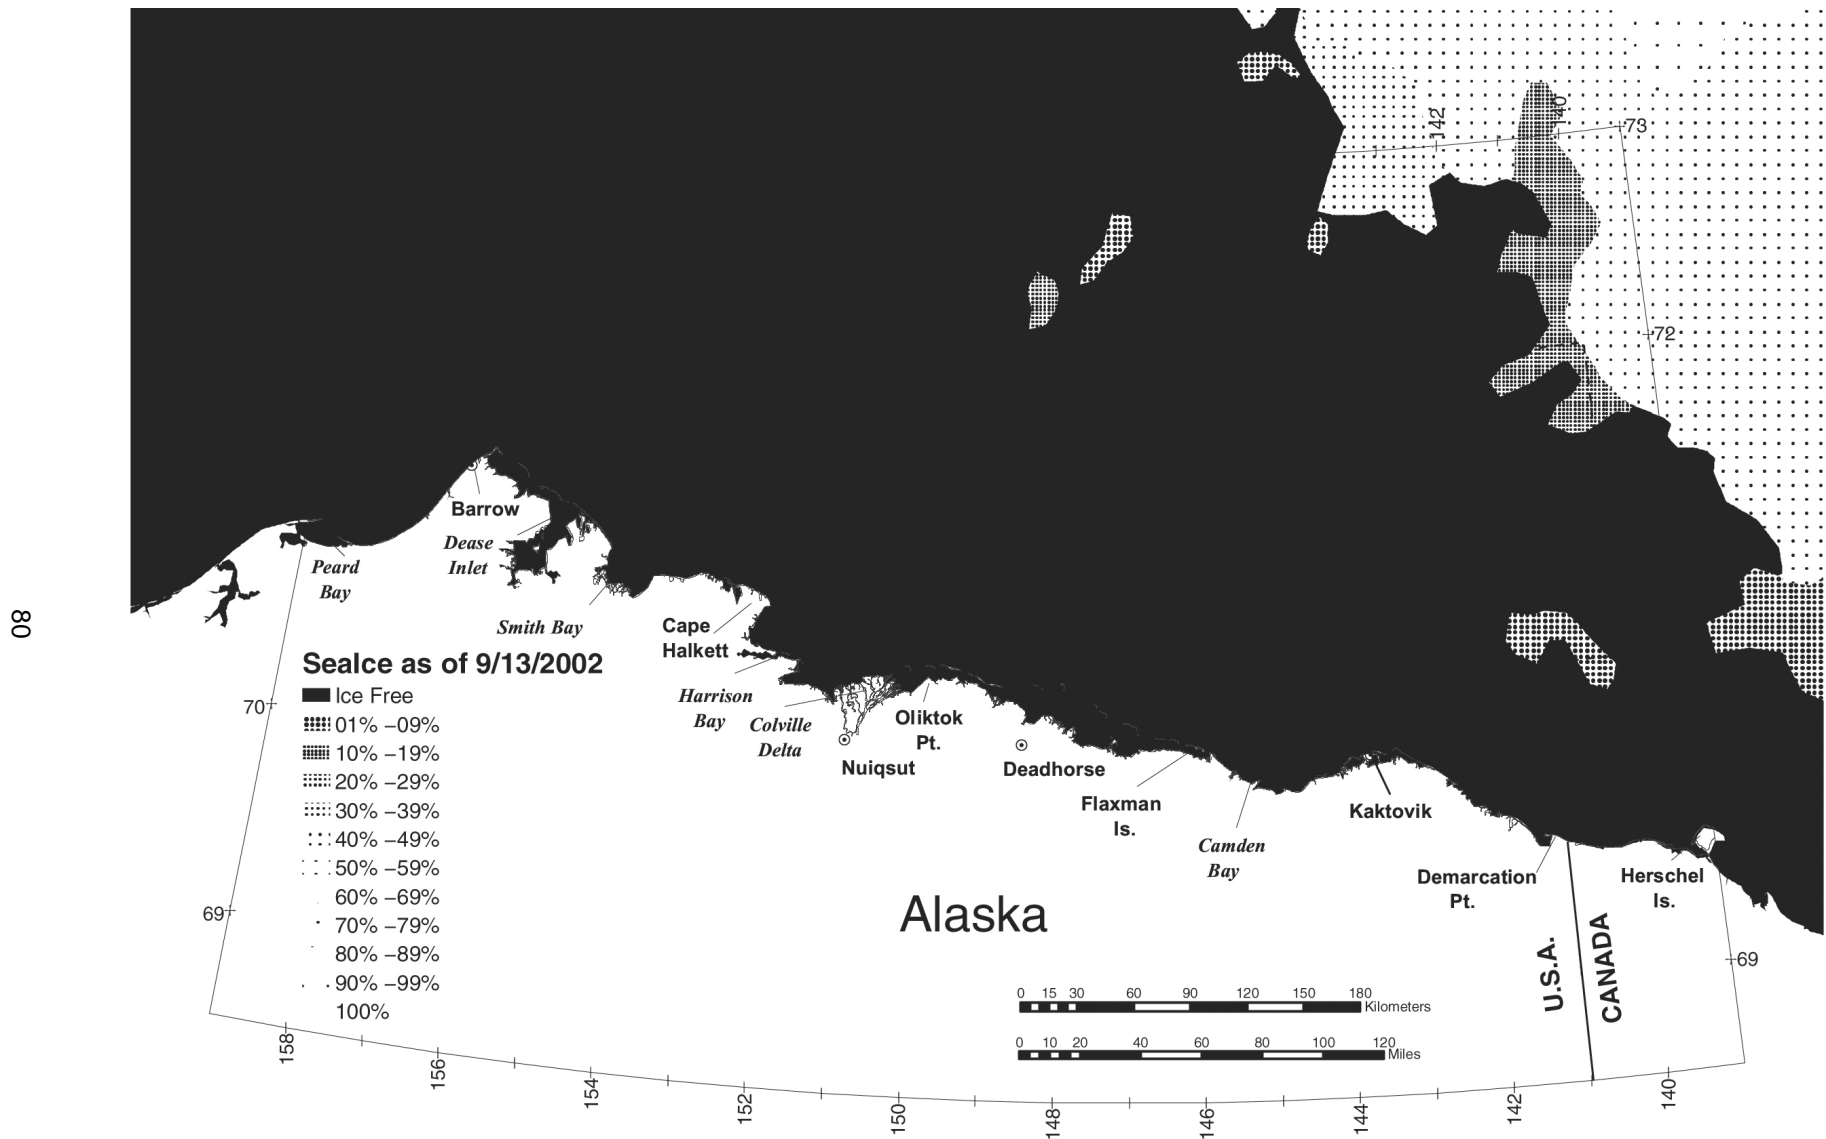 142
140
73
72
Barrow
Dease
Inlet
Peard
Bay
80
Smith Bay
Cape
Halkett
SeaIce as of 9/13/2002
Ice Free
01% –09%
10% –19%
20% –29%
30% –39%
40% –49%
50% –59%
60% –69%
70% –79%
80% –89%
90% –99%
100%
70
69
Harrison
Bay
Colville
Delta
Nuiqsut
Oliktok
Pt.
Deadhorse
Flaxman
Is.
Camden
Bay
Kaktovik
Demarcation
Pt.
Herschel
Is.
Alaska
U.S.A.
CANADA
69
0 15 30 60 90 120 150 180
Kilometers
0 10 20 40 60 80 100 120
Miles
158
156
154
152
150
148
146
144
142
140